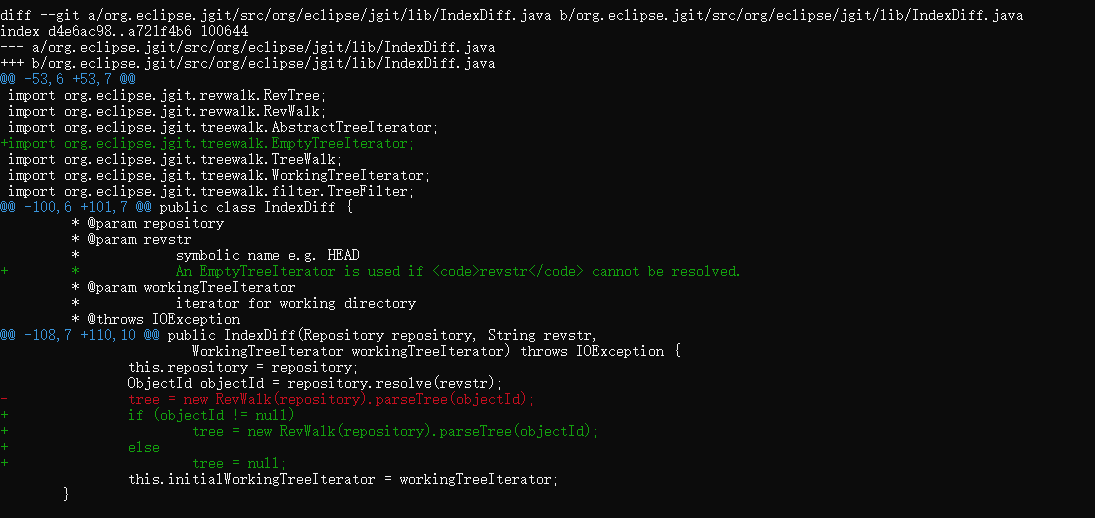 diff --git a/org.eclipse.jgit/src/org/eclipse/jgit/lib/IndexDiff.java b/org.eclipse.jgit/src/org/eclipse/jgit/lib/IndexDiff.java
index d4e6ac98..a721f4b6 100644
--- a/org.eclipse.jgit/src/org/eclipse/jgit/lib/IndexDiff.java
+++ b/org.eclipse.jgit/src/org/eclipse/jgit/lib/IndexDiff.java
@@ -53,6 +53,7 @@
 import org.eclipse.jgit.revwalk.RevTree;
 import org.eclipse.jgit.revwalk.RevWalk;
 import org.eclipse.jgit.treewalk.AbstractTreeIterator;
+import org.eclipse.jgit.treewalk.EmptyTreeIterator;
 import org.eclipse.jgit.treewalk.TreeWalk;
 import org.eclipse.jgit.treewalk.WorkingTreeIterator;
 import org.eclipse.jgit.treewalk.filter.TreeFilter;
@@ -100,6 +101,7 @@ public class IndexDiff {
         * @param repository
         * @param revstr
         *            symbolic name e.g. HEAD
+        *            An EmptyTreeIterator is used if <code>revstr</code> cannot be resolved.
         * @param workingTreeIterator
         *            iterator for working directory
         * @throws IOException
@@ -108,7 +110,10 @@ public IndexDiff(Repository repository, String revstr,
                        WorkingTreeIterator workingTreeIterator) throws IOException {
                this.repository = repository;
                ObjectId objectId = repository.resolve(revstr);
-               tree = new RevWalk(repository).parseTree(objectId);
+               if (objectId != null)
+                       tree = new RevWalk(repository).parseTree(objectId);
+               else
+                       tree = null;
                this.initialWorkingTreeIterator = workingTreeIterator;
        }